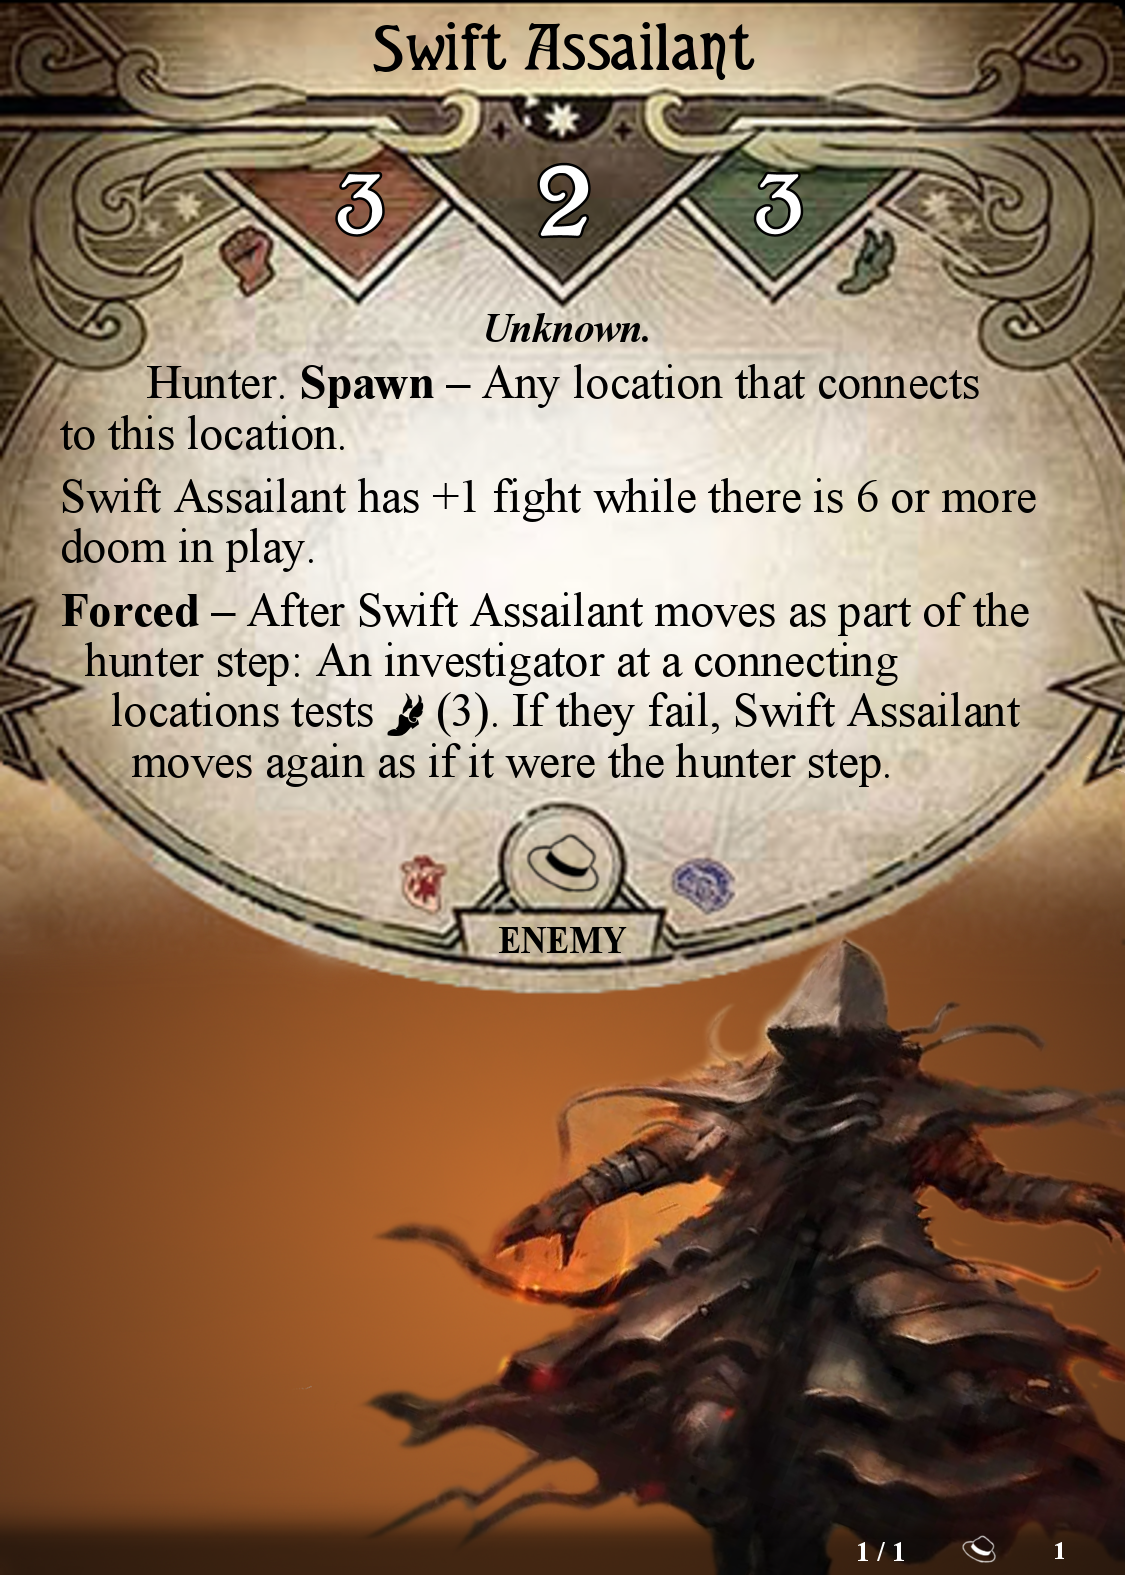 Swift Assailant
3 2 3
Unknown.
Hunter. Spawn – Any location that connects
to this location.
Swift Assailant has +1 fight while there is 6 or more
doom in play.
Forced – After Swift Assailant moves as part of the
hunter step: An investigator at a connecting
locations tests (3). If they fail, Swift Assailant
moves again as if it were the hunter step.
ENEMY
1 / 1 1